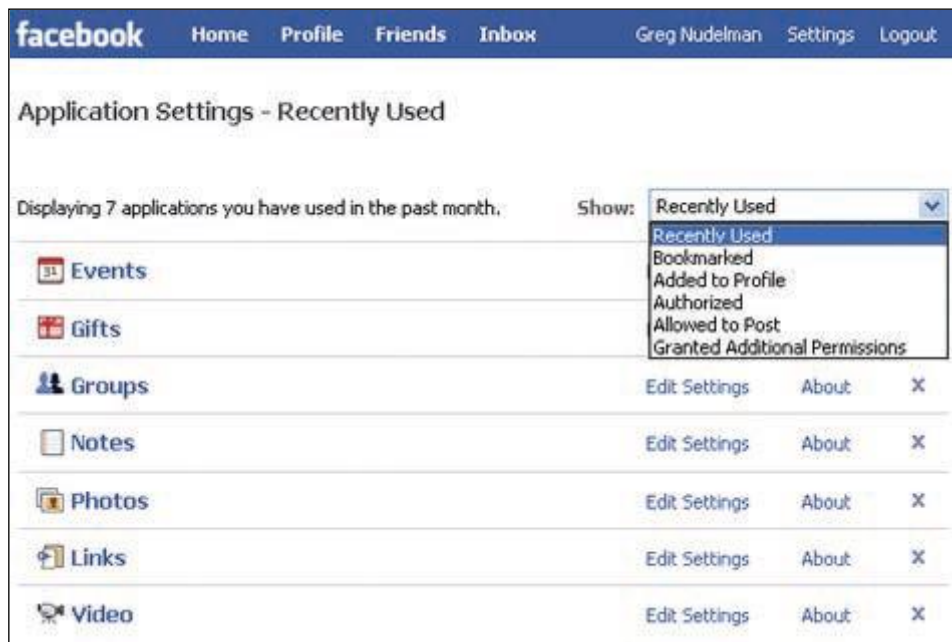 facebook Home Profile Friends Inbox Greg Nudelman Settings Logout
Application Settings - Recently Used
Displaying 7 applications you have used in the past month. Show: Recently Used
Recently Used
Bookmarked
Added to Profile
Authorized
Allowed to Post
Granted Additional Permissions
31 Events
Gifts
Groups Edit Settings About x
Notes Edit Settings About x
Photos Edit Settings About x
Links Edit Settings About x
Video Edit Settings About x